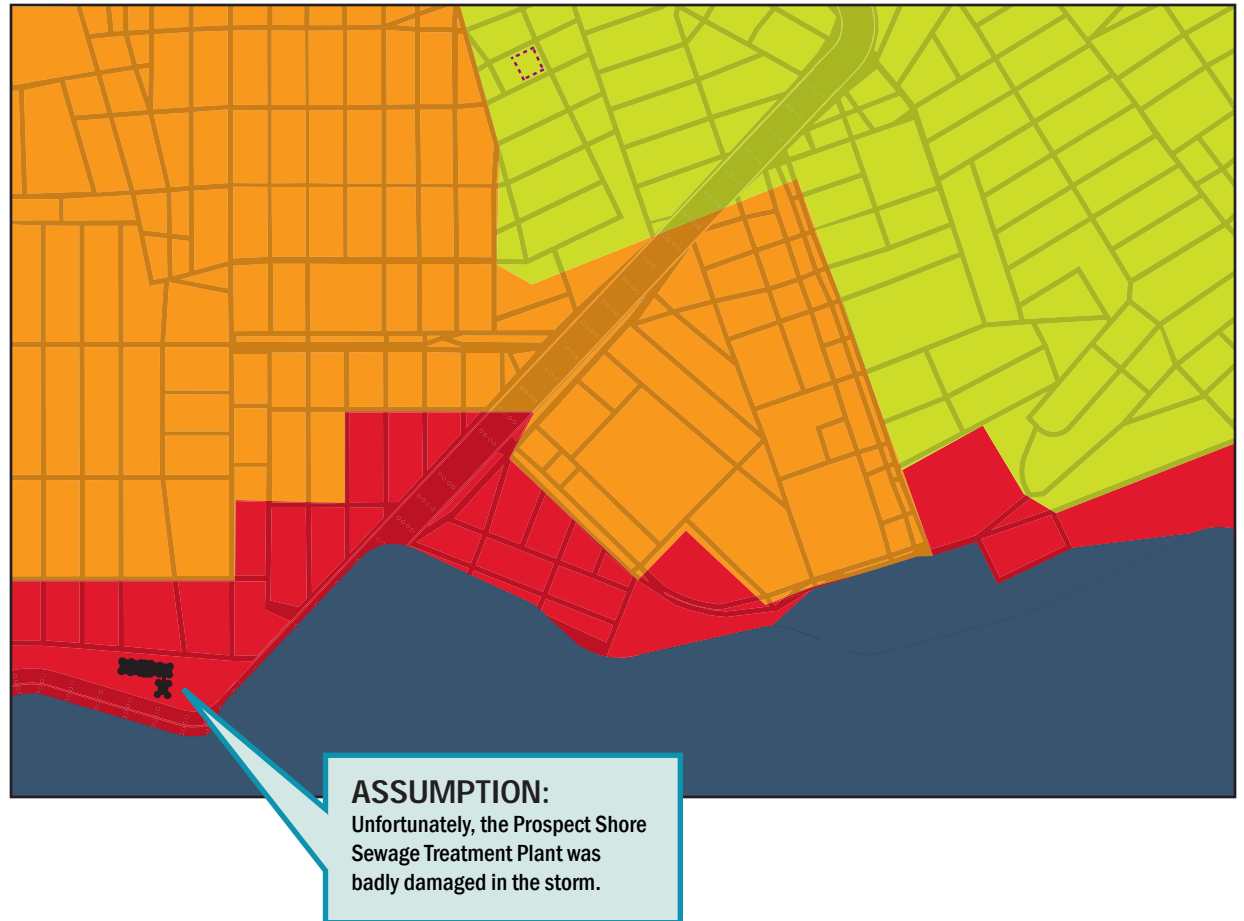 ASSUMPTION:
Unfortunately, the Prospect Shore
Sewage Treatment Plant was
badly damaged in the storm.